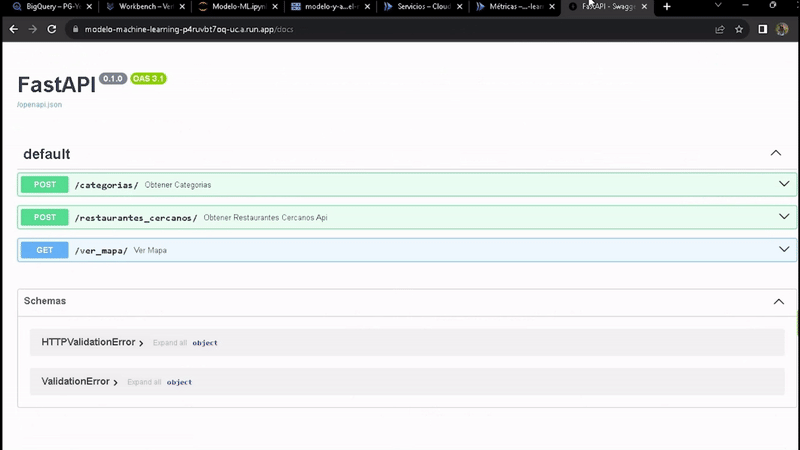 BigQuery – PG-Y
Workbench – Ver
Modelo-ML.ipynb
modelo-y-a...el-s
Servicios – Cloud
Métricas –...-lear
FastAPI - Swagg
modelo-machine-learning-p4ruvbt7oq-uc.a.run.app/docs
FastAPI 0.1.0 OAS 3.1
/openapi.json
default
POST /categorias/ Obtener Categorias
POST /restaurantes_cercanos/ Obtener Restaurantes Cercanos Api
GET /ver_mapa/ Ver Mapa
Schemas
HTTPValidationError Expand all object
ValidationError Expand all object